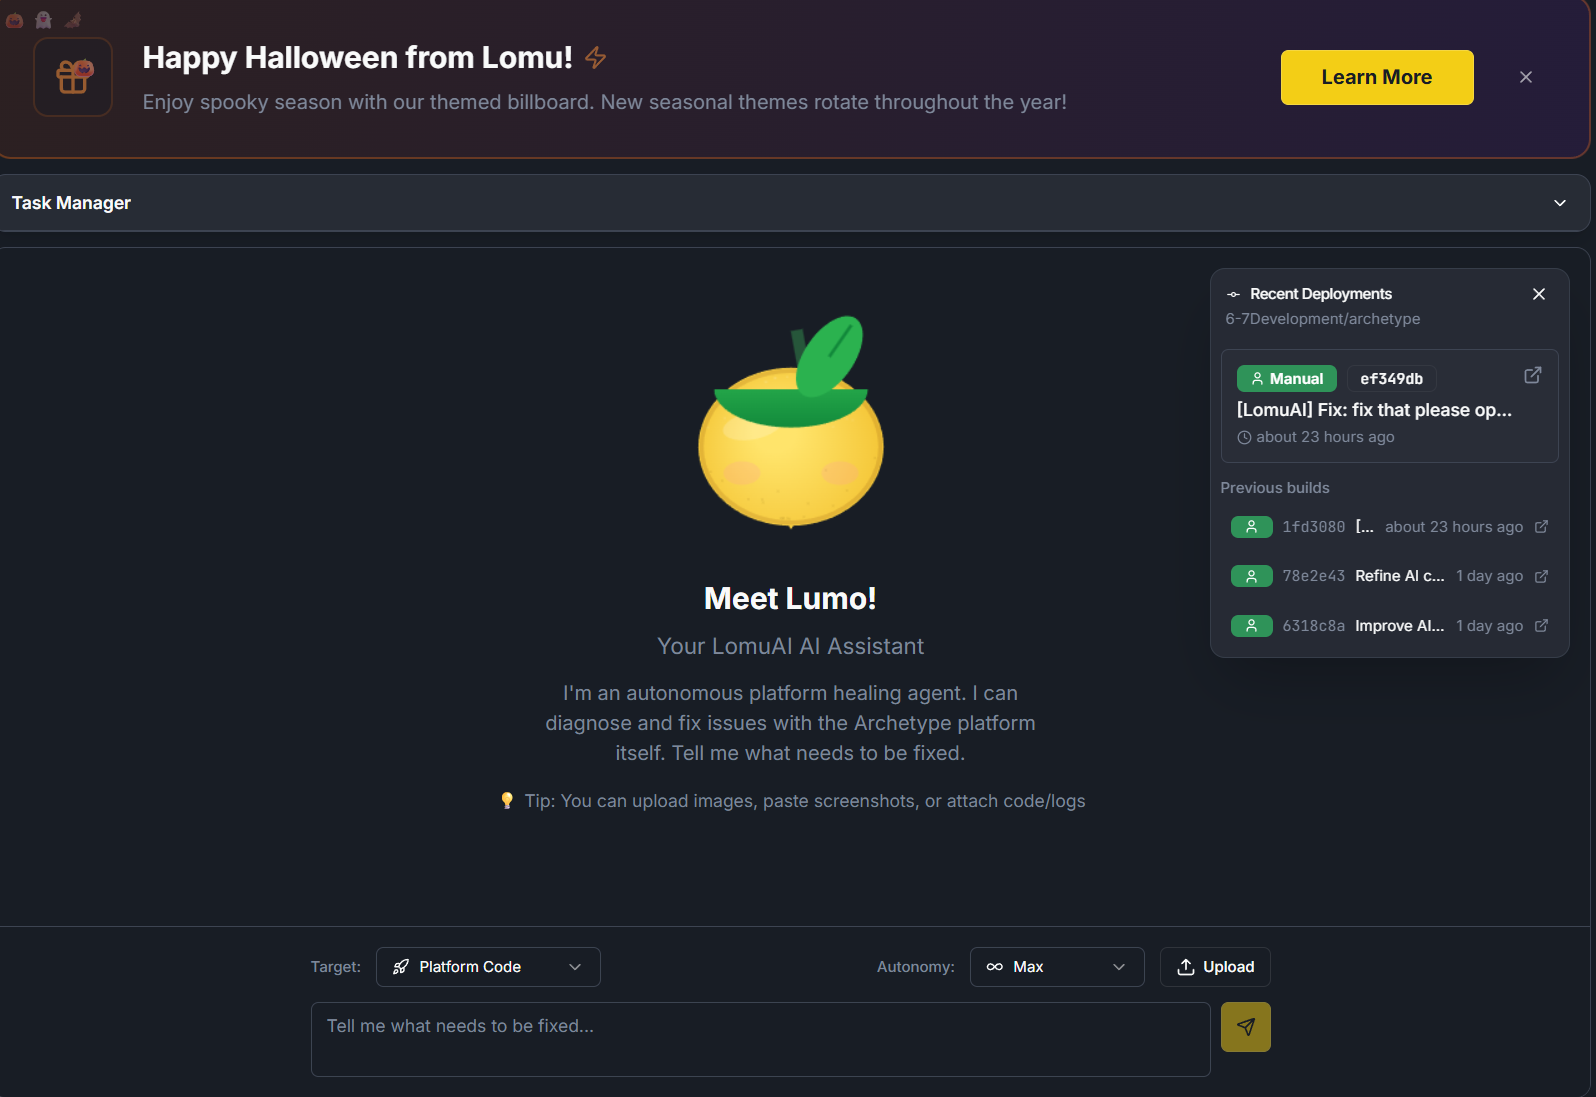 Happy Halloween from Lomu!
Enjoy spooky season with our themed billboard. New seasonal themes rotate throughout the year!
Learn More
Task Manager
Recent Deployments
6-7Development/archetype
Manual ef349db
[LomuAI] Fix: fix that please op...
about 23 hours ago
Previous builds
1fd3080 [... about 23 hours ago
78e2e43 Refine AI c... 1 day ago
6318c8a Improve AI... 1 day ago
Meet Lumo!
Your LomuAI AI Assistant
I'm an autonomous platform healing agent. I can
diagnose and fix issues with the Archetype platform
itself. Tell me what needs to be fixed.
Tip: You can upload images, paste screenshots, or attach code/logs
Target: Platform Code Autonomy: Max Upload
Tell me what needs to be fixed...